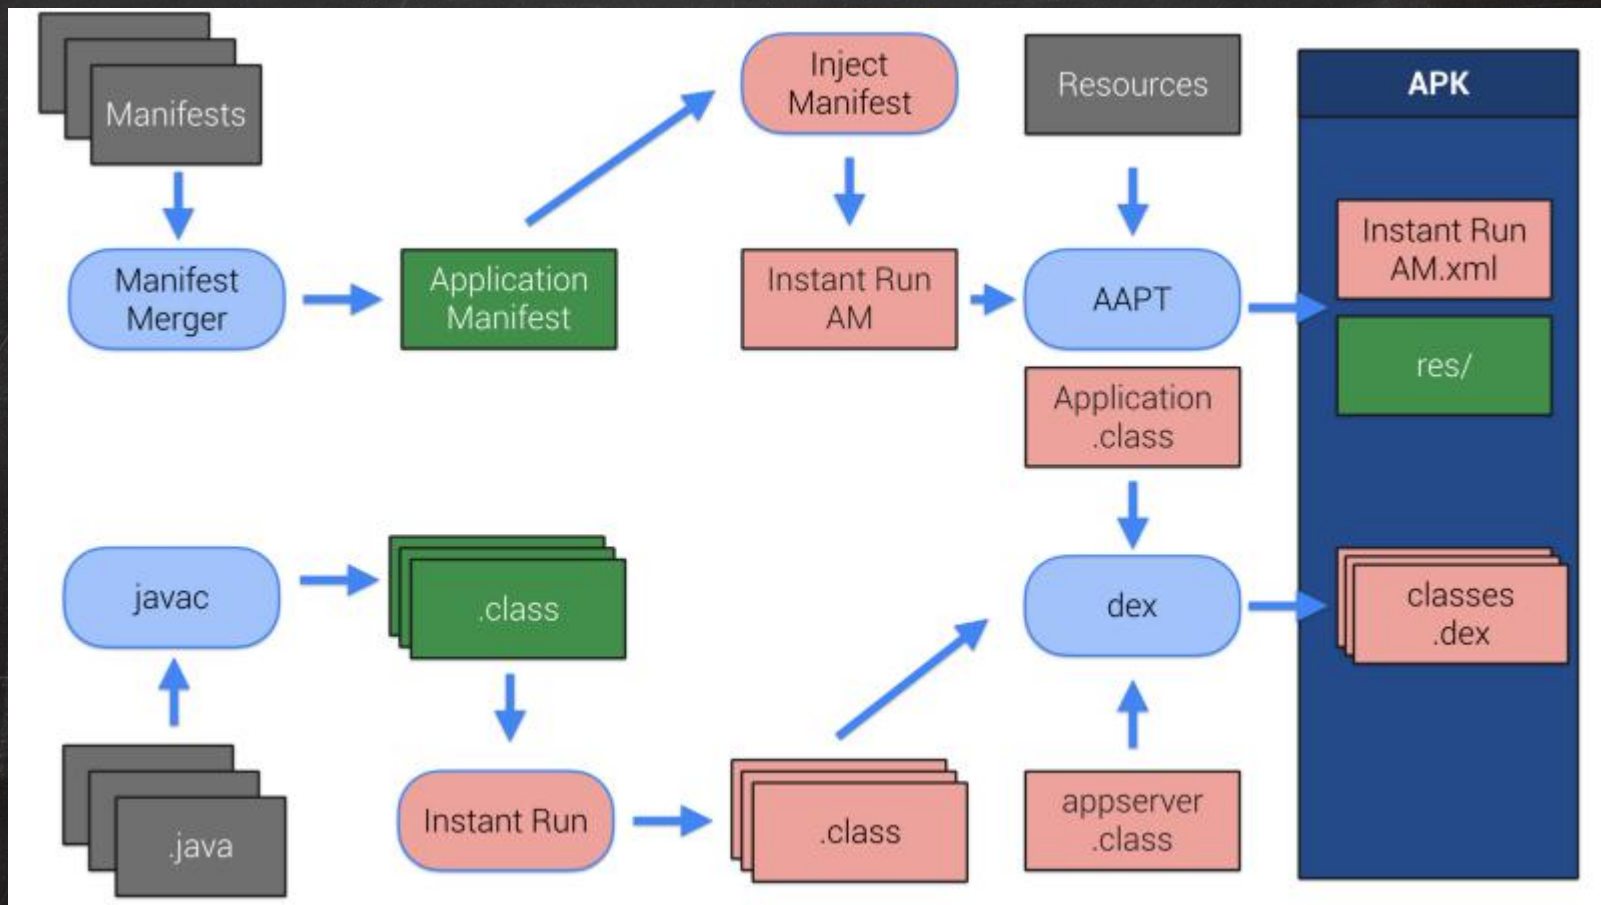 Manifests
Inject
Manifest
Resources
APK
Manifest
Merger
Application
Manifest
Instant Run
AM
AAPT
Instant Run
AM.xml
res/
Application
.class
javac
.class
dex
classes
.dex
.java
Instant Run
.class
appserver
.class